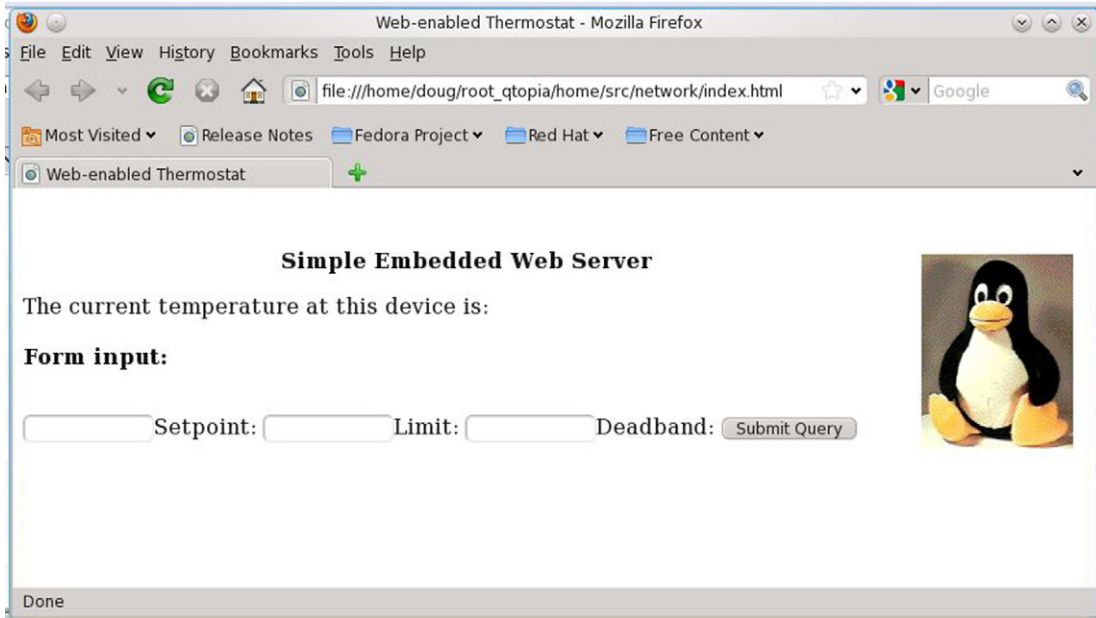 Web-enabled Thermostat - Mozilla Firefox
File Edit View History Bookmarks Tools Help
file:///home/doug/root_qtopia/home/src/network/index.html Google
Most Visited Release Notes Fedora Project Red Hat Free Content
Web-enabled Thermostat
Simple Embedded Web Server
The current temperature at this device is:
Form input:
Setpoint: Limit: Deadband: Submit Query
Done